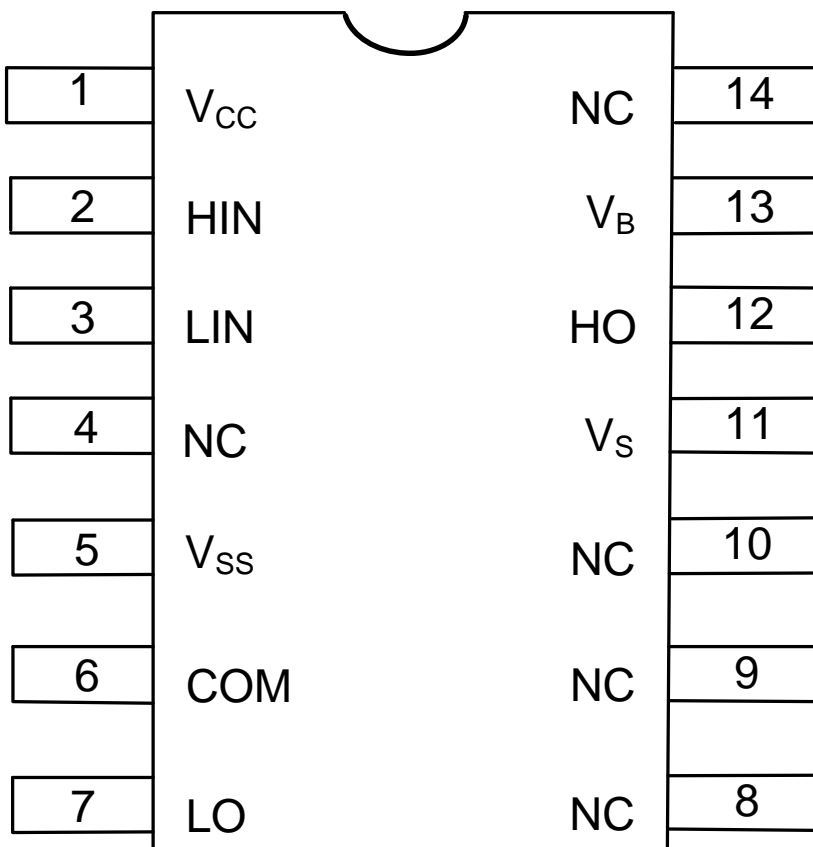 1 VCC NC 14
2 HIN VB 13
3 LIN HO 12
4 NC VS 11
5 VSS NC 10
6 COM NC 9
7 LO NC 8